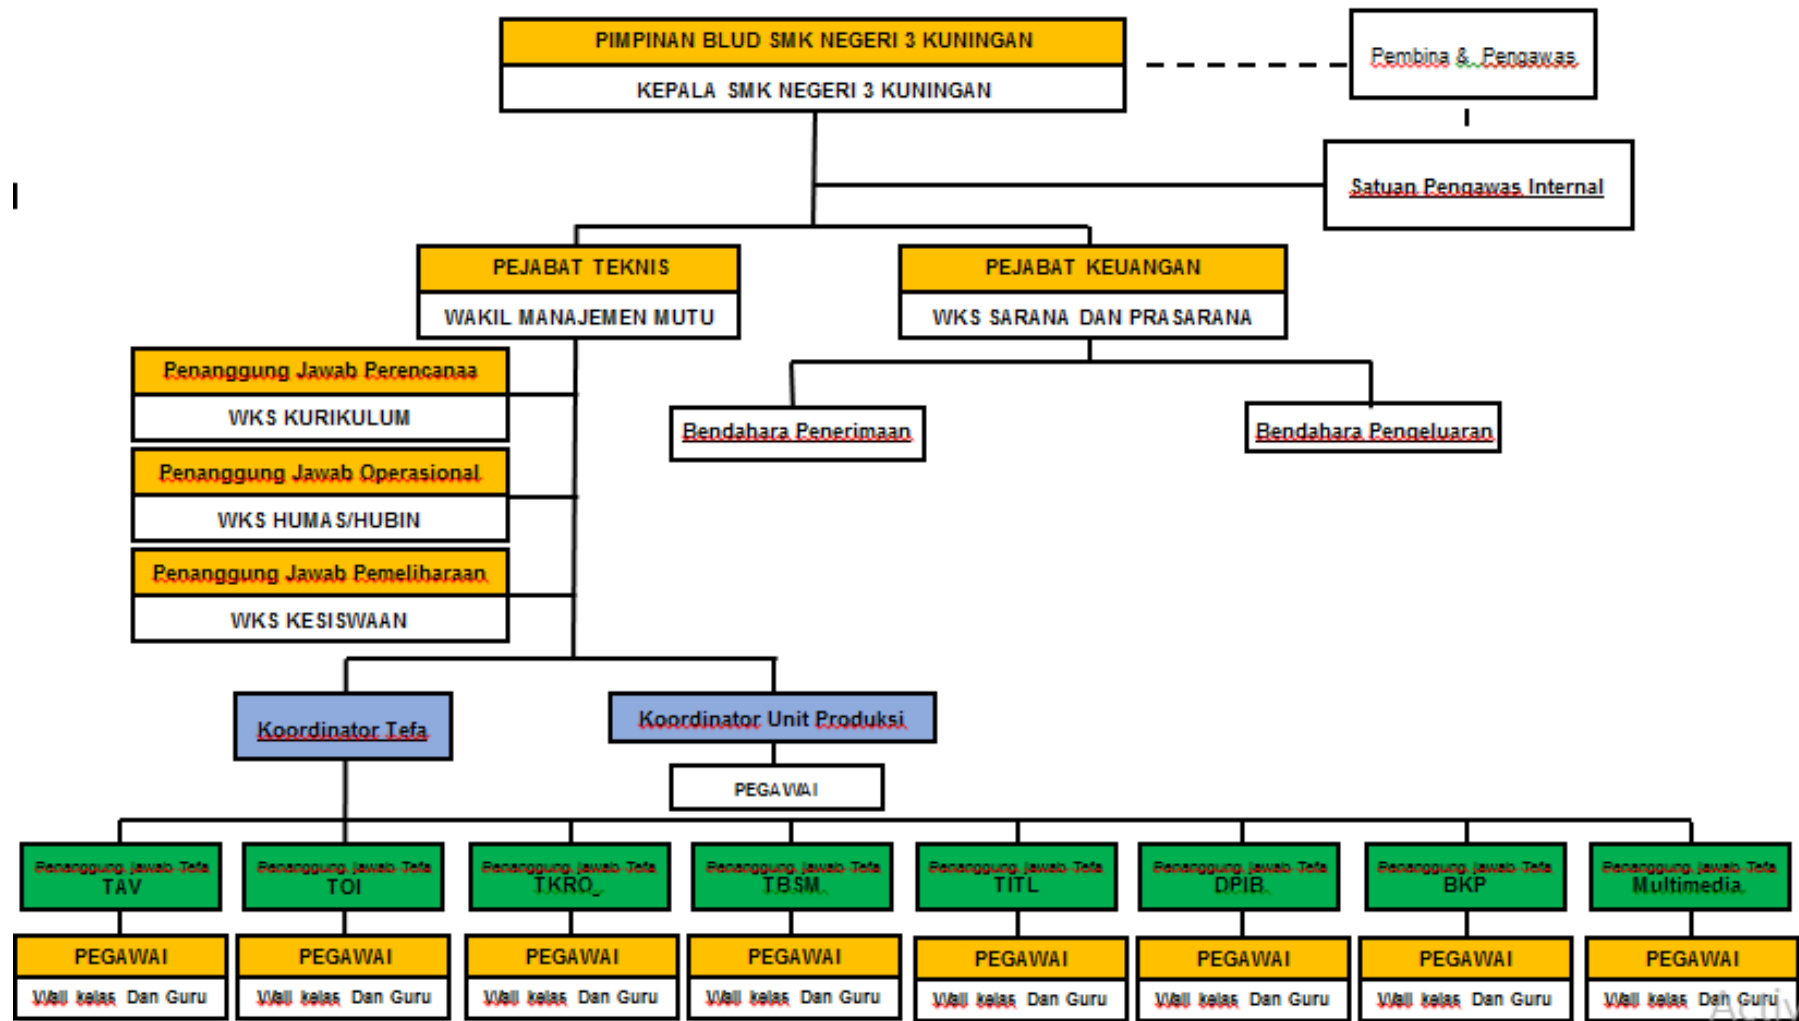 PIMPINAN BLUD SMK NEGERI 3 KUNINGAN
KEPALA SMK NEGERI 3 KUNINGAN
Pembina & Pengawas
Satuan Pengawas Internal
PEJABAT TEKNIS
WAKIL MANAJEMEN MUTU
PEJABAT KEUANGAN
WKS SARANA DAN PRASARANA
Penanggung Jawab Perencanaa
WKS KURIKULUM
Penanggung Jawab Operasional
WKS HUMAS/HUBIN
Penanggung Jawab Pemeliharaan
WKS KESISWAAN
Bendahara Penerimaan
Bendahara Pengeluaran
Koordinator Tefa
Koordinator Unit Produksi
PEGAWAI
Penanggung jawab Tefa
TAV
Penanggung jawab Tefa
TOI
Penanggung jawab Tefa
TKRO
Penanggung jawab Tefa
TBSM
Penanggung jawab Tefa
TITL
Penanggung jawab Tefa
DPIB
Penanggung jawab Tefa
BKP
Penanggung jawab Tefa
Multimedia
PEGAWAI
Wali kelas Dan Guru
PEGAWAI
Wali kelas Dan Guru
PEGAWAI
Wali kelas Dan Guru
PEGAWAI
Wali kelas Dan Guru
PEGAWAI
Wali kelas Dan Guru
PEGAWAI
Wali kelas Dan Guru
PEGAWAI
Wali kelas Dan Guru
PEGAWAI
Wali kelas Dan Guru